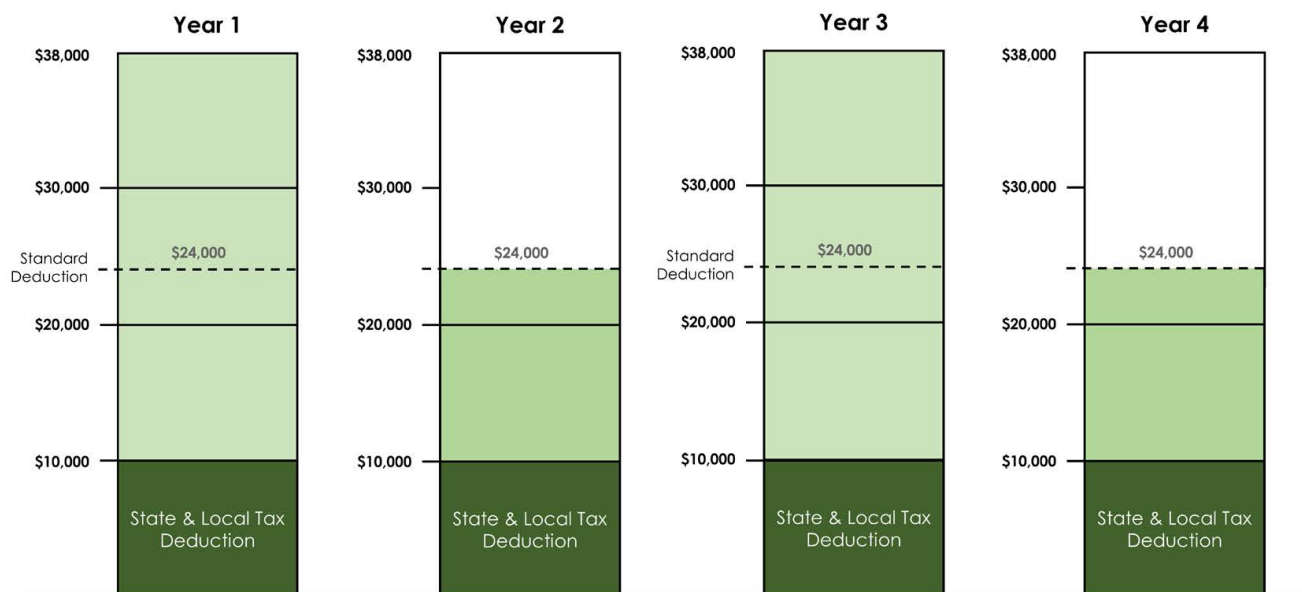 Year 1
$38,000
$30,000
$24,000
Standard
Deduction
$20,000
$10,000
State & Local Tax
Deduction
Year 2
$38,000
$30,000
$24,000
$20,000
$10,000
State & Local Tax
Deduction
Year 3
$38,000
$30,000
$24,000
Standard
Deduction
$20,000
$10,000
State & Local Tax
Deduction
Year 4
$38,000
$30,000
$24,000
$20,000
$10,000
State & Local Tax
Deduction